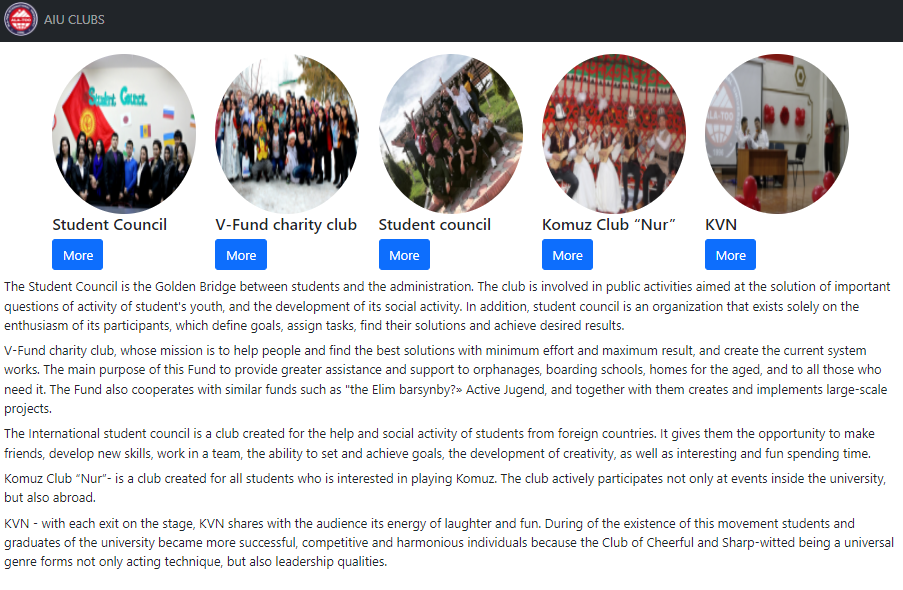 ALA-TOO
AIU CLUBS
Student Council
ALA-TOO
Student Council
V-Fund charity club
Student council
Komuz Club “Nur”
KVN
More
More
More
More
More
The Student Council is the Golden Bridge between students and the administration. The club is involved in public activities aimed at the solution of important
questions of activity of student's youth, and the development of its social activity. In addition, student council is an organization that exists solely on the
enthusiasm of its participants, which define goals, assign tasks, find their solutions and achieve desired results.
V-Fund charity club, whose mission is to help people and find the best solutions with minimum effort and maximum result, and create the current system
works. The main purpose of this Fund to provide greater assistance and support to orphanages, boarding schools, homes for the aged, and to all those who
need it. The Fund also cooperates with similar funds such as "the Elim barsynby?» Active Jugend, and together with them creates and implements large-scale
projects.
The International student council is a club created for the help and social activity of students from foreign countries. It gives them the opportunity to make
friends, develop new skills, work in a team, the ability to set and achieve goals, the development of creativity, as well as interesting and fun spending time.
Komuz Club “Nur”- is a club created for all students who is interested in playing Komuz. The club actively participates not only at events inside the university,
but also abroad.
KVN - with each exit on the stage, KVN shares with the audience its energy of laughter and fun. During of the existence of this movement students and
graduates of the university became more successful, competitive and harmonious individuals because the Club of Cheerful and Sharp-witted being a universal
genre forms not only acting technique, but also leadership qualities.